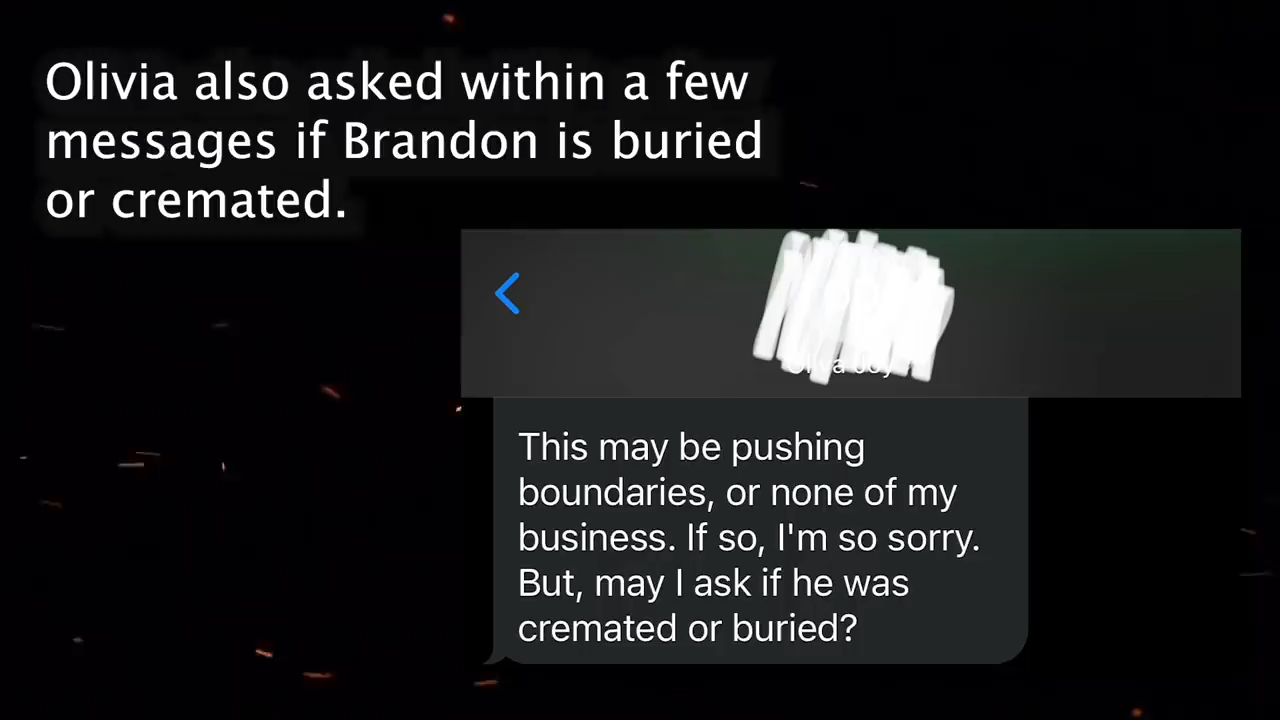 Olivia also asked within a few
messages if Brandon is buried
or cremated.
This may be pushing
boundaries, or none of my
business. If so, I'm so sorry.
But, may I ask if he was
cremated or buried?